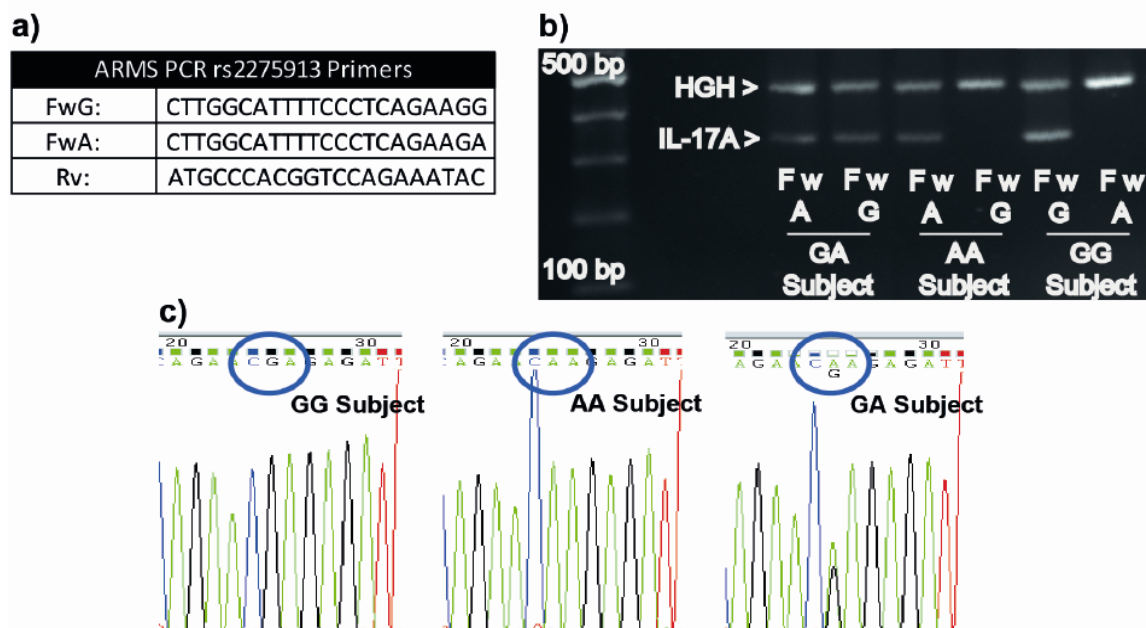 a)
ARMS PCR rs2275913 Primers
FwG: CTTGGCATTTTCCCTCAGAAGG
FwA: CTTGGCATTTTCCCTCAGAAGA
Rv: ATGCCCACGGTCCAGAAATAC
b)
500 bp
HGH >
IL-17A >
100 bp
Fw Fw Fw Fw Fw Fw
A G A G G A
GA AA GG
Subject Subject Subject
c)
20 30
C A G A A C G A G A G A T T
GG Subject
20 30
C A G A A C A A G A G A T T
AA Subject
20 30
A G A A C A A G A G A T T
G
GA Subject